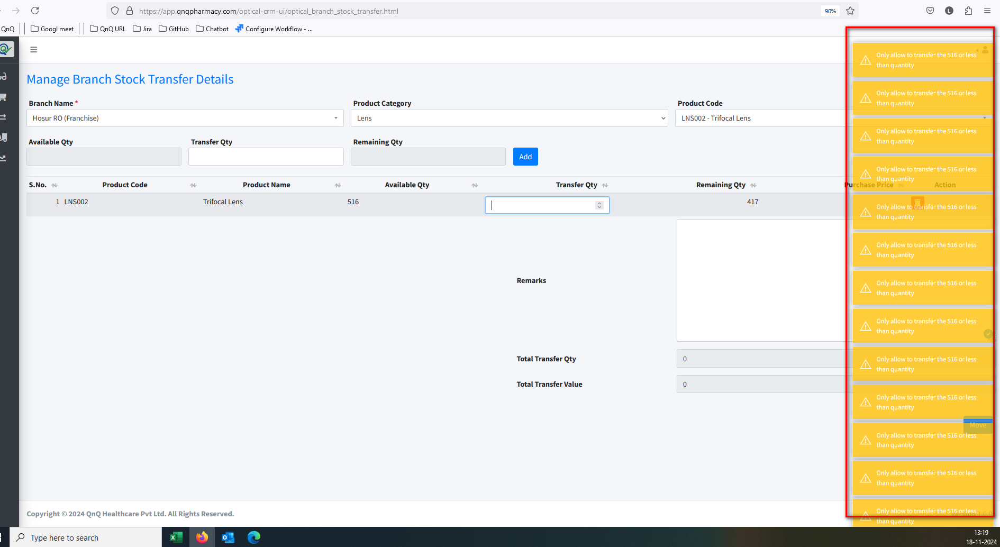 https://app.qnqpharmacy.com/optical-crm-ui/optical_branch_stock_transfer.html
90%
L
QnQ
Googl meet
QnQ URL
Jira
GitHub
Chatbot
Configure Workflow - ...
Manage Branch Stock Transfer Details
Branch Name *
Product Category
Product Code
Hosur RO (Franchise)
Lens
LNS002 - Trifocal Lens
Available Qty
Transfer Qty
Remaining Qty
Add
S.No.
Product Code
Product Name
Available Qty
Transfer Qty
Remaining Qty
Purchase Price
Action
1
LNS002
Trifocal Lens
516
417
Remarks
Total Transfer Qty
0
Total Transfer Value
0
Move
Only allow to transfer the 516 or less
than quantity
Only allow to transfer the 516 or less
than quantity
Only allow to transfer the 516 or less
than quantity
Only allow to transfer the 516 or less
than quantity
Only allow to transfer the 516 or less
than quantity
Only allow to transfer the 516 or less
than quantity
Only allow to transfer the 516 or less
than quantity
Only allow to transfer the 516 or less
than quantity
Only allow to transfer the 516 or less
than quantity
Only allow to transfer the 516 or less
than quantity
Only allow to transfer the 516 or less
than quantity
Only allow to transfer the 516 or less
than quantity
Only allow to transfer the 516 or less
than quantity
Copyright © 2024 QnQ Healthcare Pvt Ltd. All Rights Reserved.
Type here to search
13:19
18-11-2024